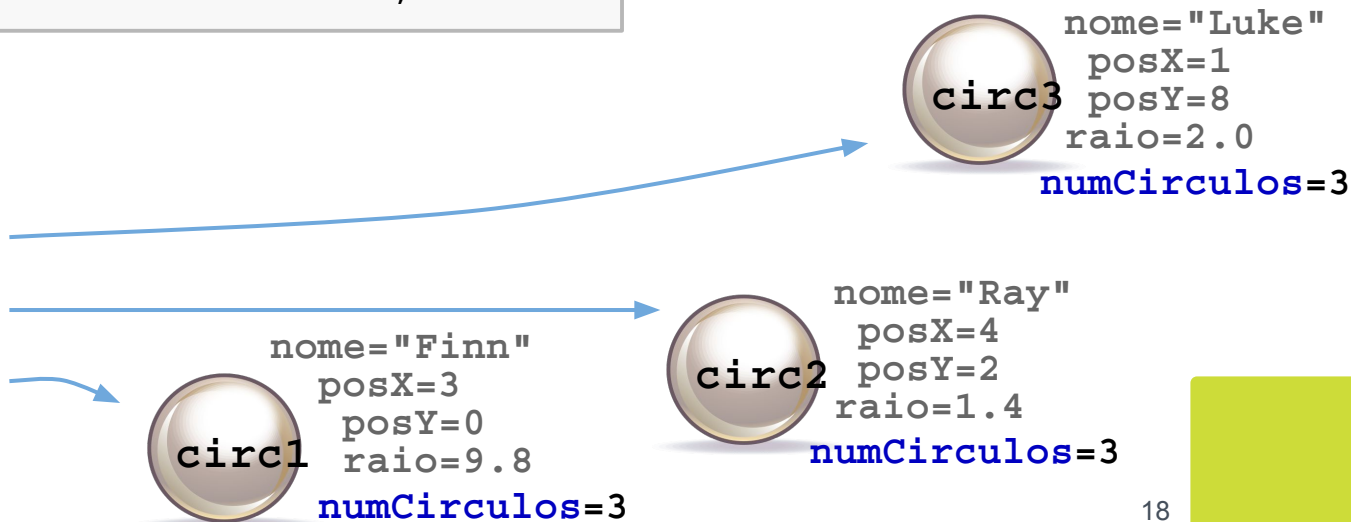 nome="Luke"
posX=1
circ3
posY=8
raio=2.0
numCirculos=3
nome="Ray"
posX=4
circ2
posY=2
raio=1.4
numCirculos=3
nome="Finn"
posX=3
posY=0
circ1
raio=9.8
numCirculos=3
18